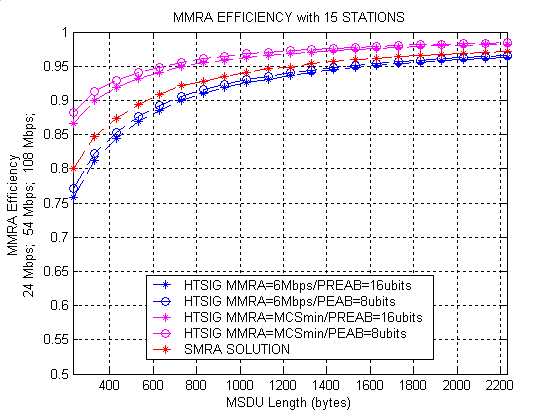 MMRA EFFICIENCY with 15 STATIONS
1
0.95
0.9
0.85
0.8
0.75
0.7
0.65
0.6
0.55
0.5
MMRA Efficiency
24 Mbps; 54 Mbps; 108 Mbps;
HTSIG MMRA=6Mbps/PREAB=16ubits
HTSIG MMRA=6Mbps/PEAB=8ubits
HTSIG MMRA=MCSmin/PREAB=16ubits
HTSIG MMRA=MCSmin/PEAB=8ubits
SMRA SOLUTION
400 600 800 1000 1200 1400 1600 1800 2000 2200
MSDU Length (bytes)